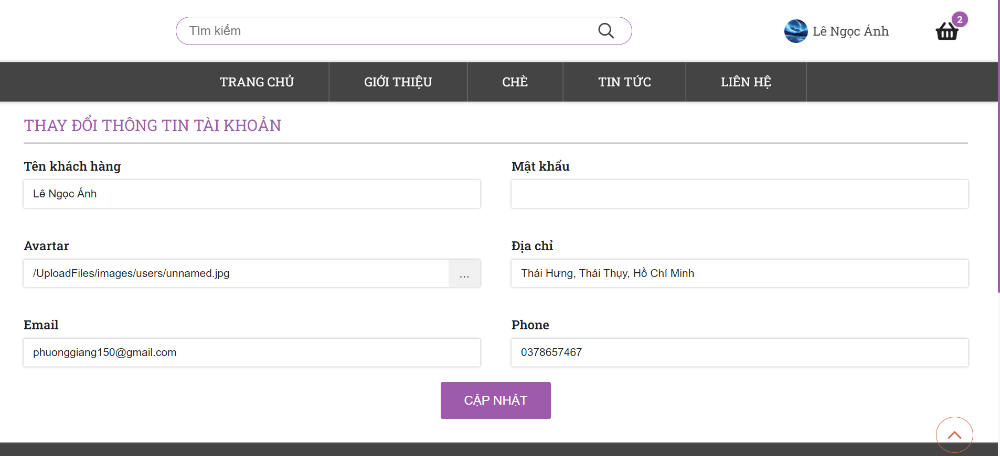 Tìm kiếm
Lê Ngọc Ánh
2
TRANG CHỦ
GIỚI THIỆU
CHÈ
TIN TỨC
LIÊN HỆ
THAY ĐỔI THÔNG TIN TÀI KHOẢN
Tên khách hàng
Mật khẩu
Lê Ngọc Ánh
Avartar
Địa chỉ
/UploadFiles/images/users/unnamed.jpg
...
Thái Hưng, Thái Thụy, Hồ Chí Minh
Email
Phone
phuonggiang150@gmail.com
0378657467
CẬP NHẬT